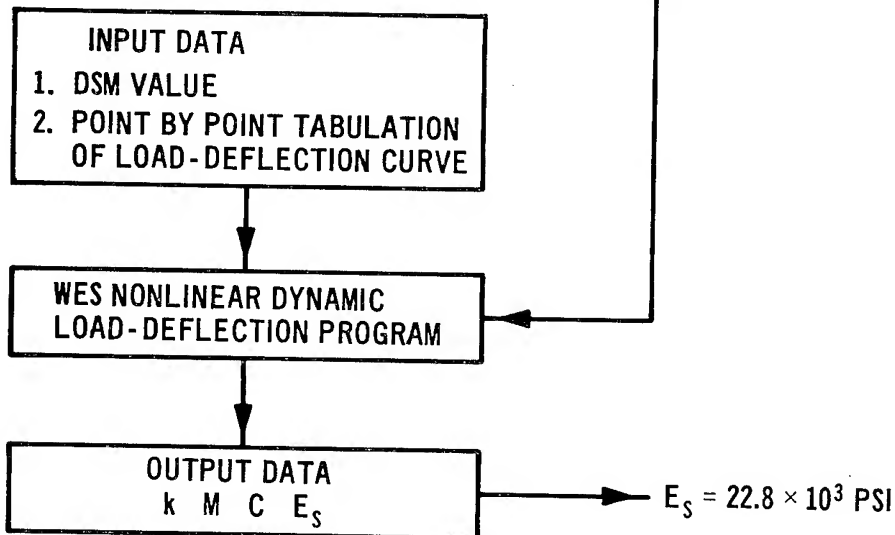 INPUT DATA
1. DSM VALUE
2. POINT BY POINT TABULATION
OF LOAD-DEFLECTION CURVE
WES NONLINEAR DYNAMIC
LOAD-DEFLECTION PROGRAM
OUTPUT DATA
k M C E_S
E_S = 22.8 × 10³ PSI